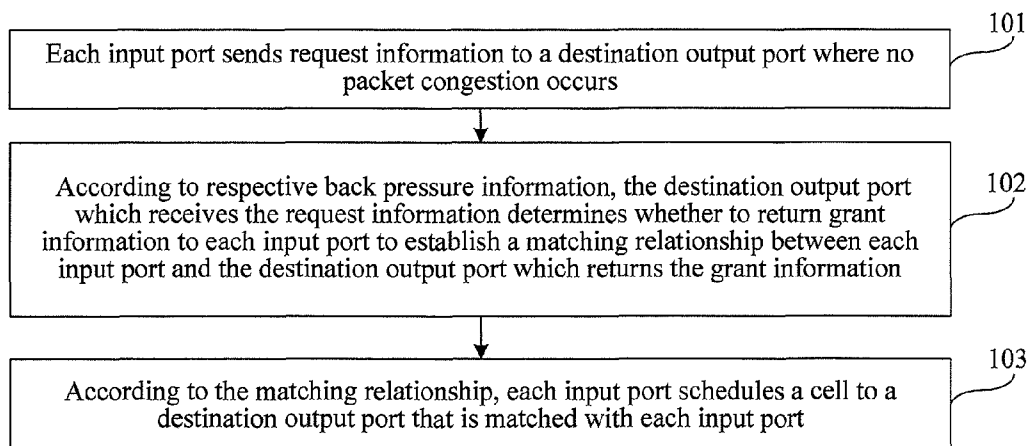 101
Each input port sends request information to a destination output port where no
packet congestion occurs
102
According to respective back pressure information, the destination output port
which receives the request information determines whether to return grant
information to each input port to establish a matching relationship between each
input port and the destination output port which returns the grant information
103
According to the matching relationship, each input port schedules a cell to a
destination output port that is matched with each input port